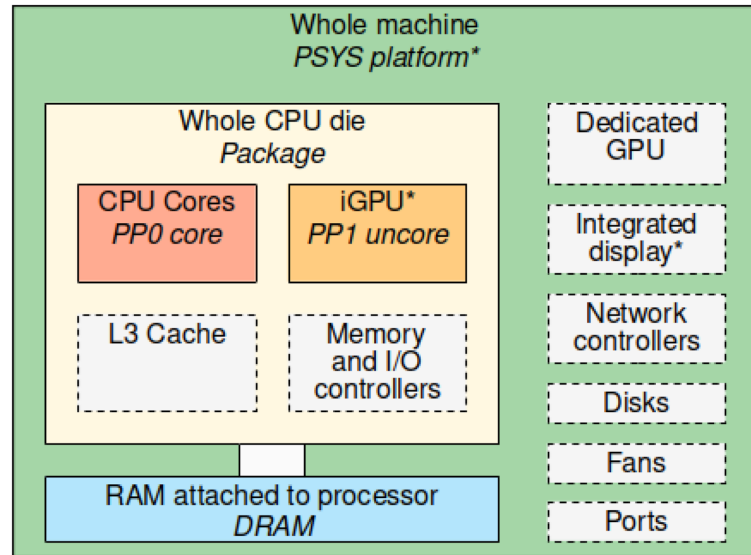 Whole machine
PSYS platform*
Whole CPU die
Package
CPU Cores
PP0 core
iGPU*
PP1 uncore
L3 Cache
Memory
and I/O
controllers
RAM attached to processor
DRAM
Dedicated
GPU
Integrated
display*
Network
controllers
Disks
Fans
Ports